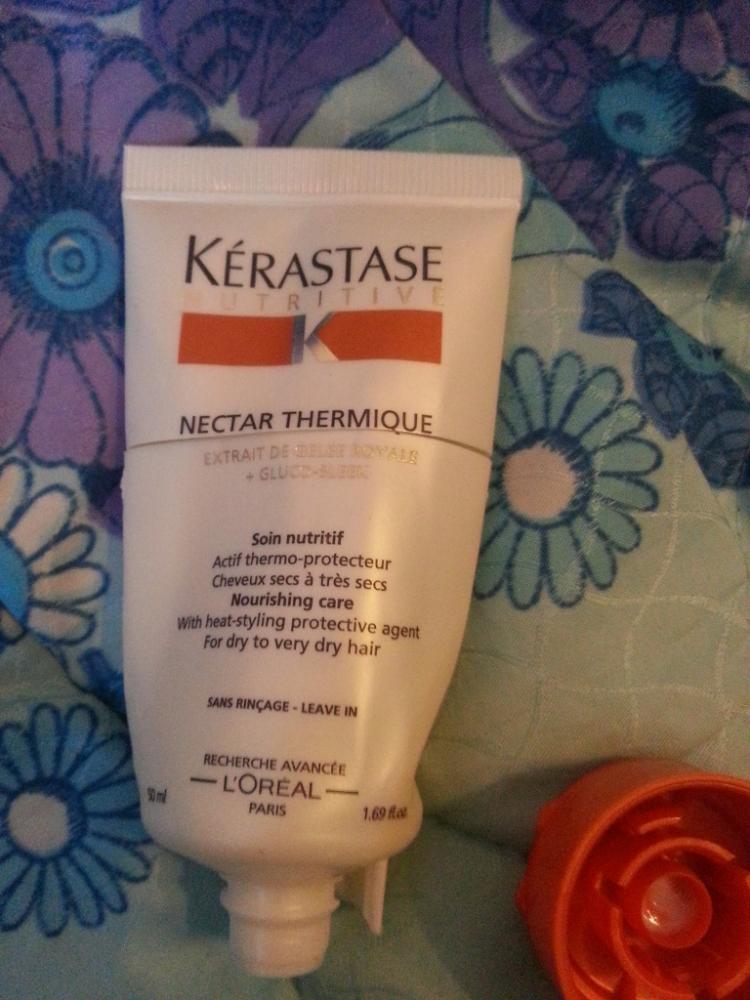 KÉRASTASE
NUTRITIVE
K
NECTAR THERMIQUE
EXTRAIT DE GELÉE ROYALE
+ GLUCO-SLEEK
Soin nutritif
Actif thermo-protecteur
Cheveux secs à très secs
Nourishing care
With heat-styling protective agent
For dry to very dry hair
SANS RINÇAGE - LEAVE IN
RECHERCHE AVANCÉE
L'ORÉAL
PARIS
50 ml
1.69 fl.oz.